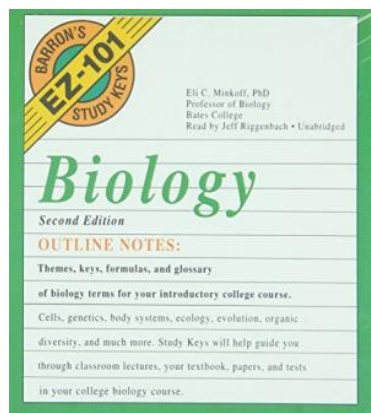 BARRON'S
EZ-101
STUDY KEYS
Eli C. Minkoff, PhD
Professor of Biology
Bates College
Read by Jeff Riggenbach • Unabridged
Biology
Second Edition
OUTLINE NOTES:
Themes, keys, formulas, and glossary
of biology terms for your introductory college course.
Cells, genetics, body systems, ecology, evolution, organic
diversity, and much more. Study Keys will help guide you
through classroom lectures, your textbook, papers, and tests
in your college biology course.